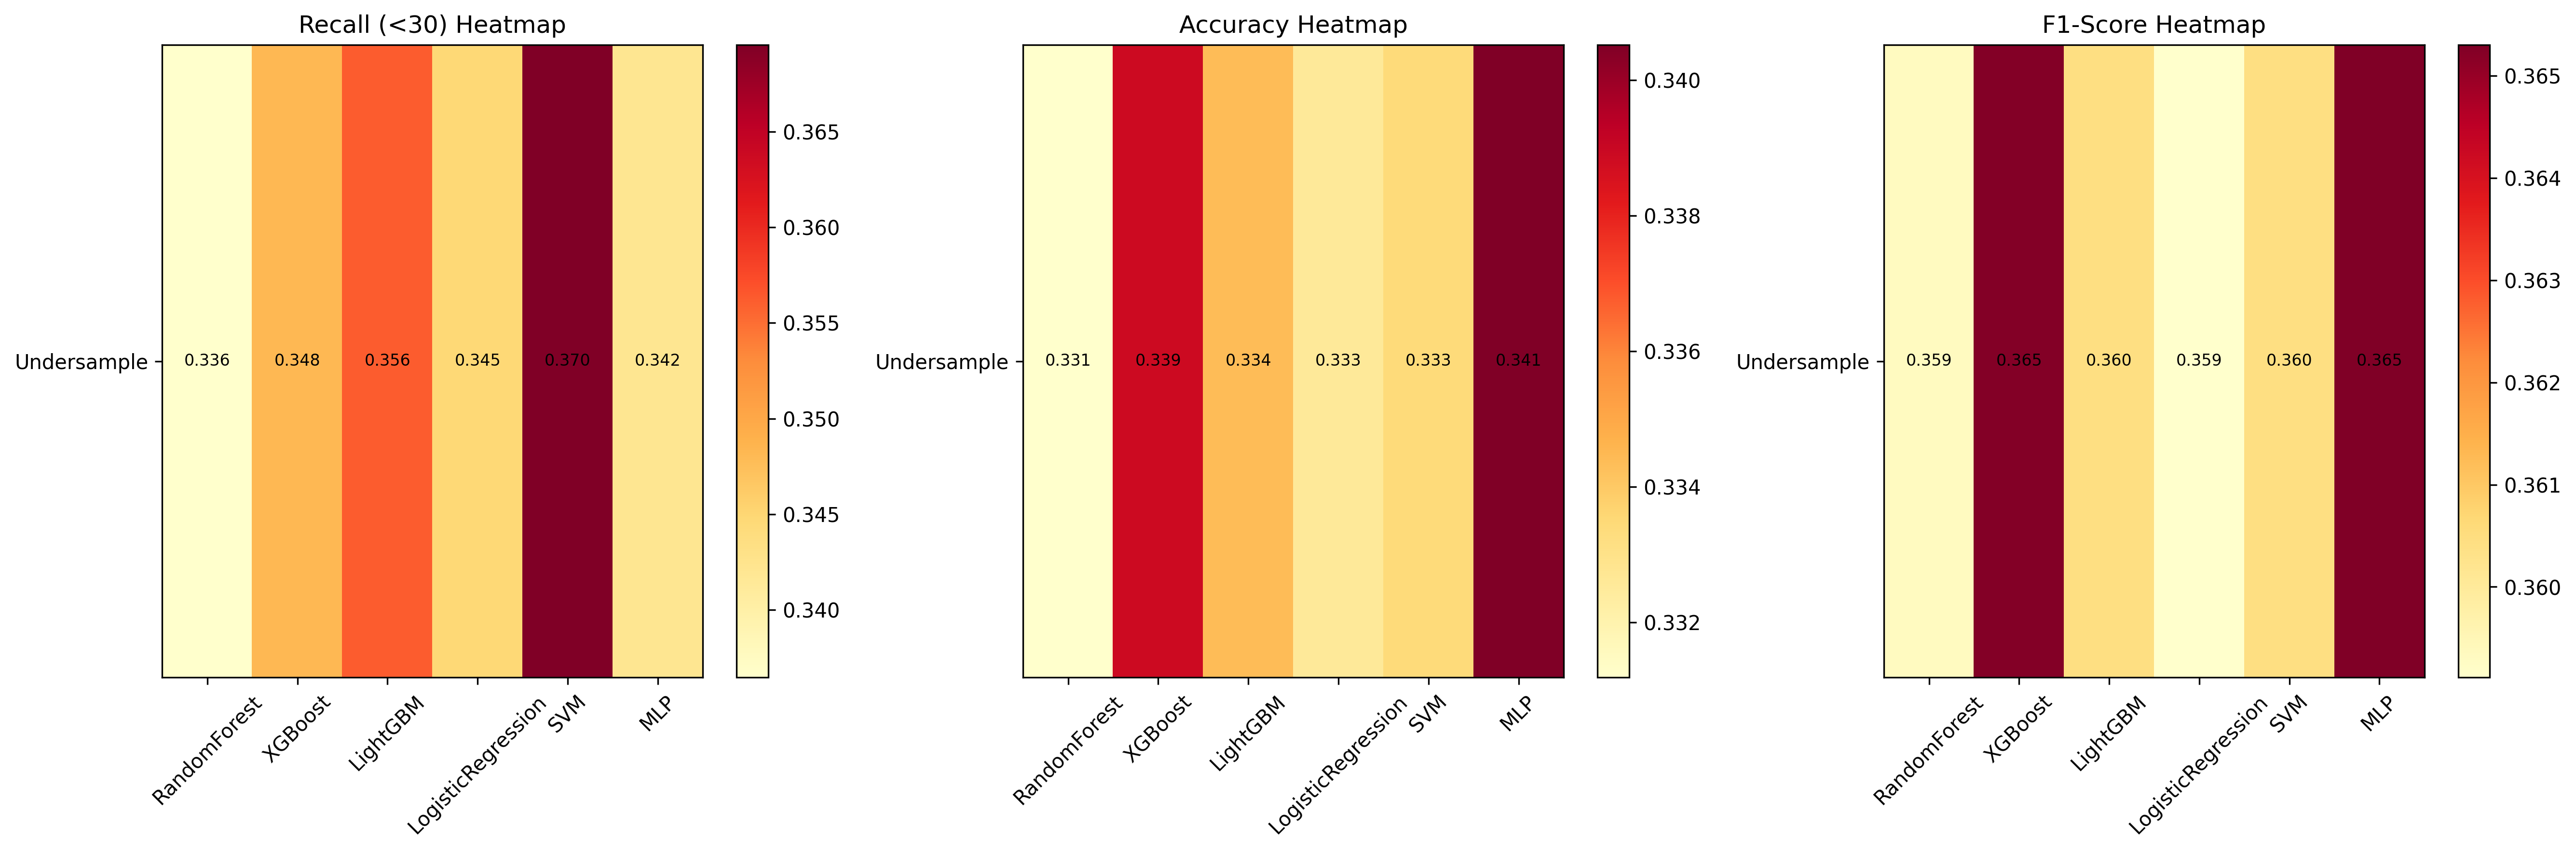 Recall (<30) Heatmap
Undersample
0.336 0.348 0.356 0.345 0.370 0.342
RandomForest
XGBoost
LightGBM
LogisticRegression
SVM
MLP
0.365
0.360
0.355
0.350
0.345
0.340
Accuracy Heatmap
Undersample
0.331 0.339 0.334 0.333 0.333 0.341
RandomForest
XGBoost
LightGBM
LogisticRegression
SVM
MLP
0.340
0.338
0.336
0.334
0.332
F1-Score Heatmap
Undersample
0.359 0.365 0.360 0.359 0.360 0.365
RandomForest
XGBoost
LightGBM
LogisticRegression
SVM
MLP
0.365
0.364
0.363
0.362
0.361
0.360